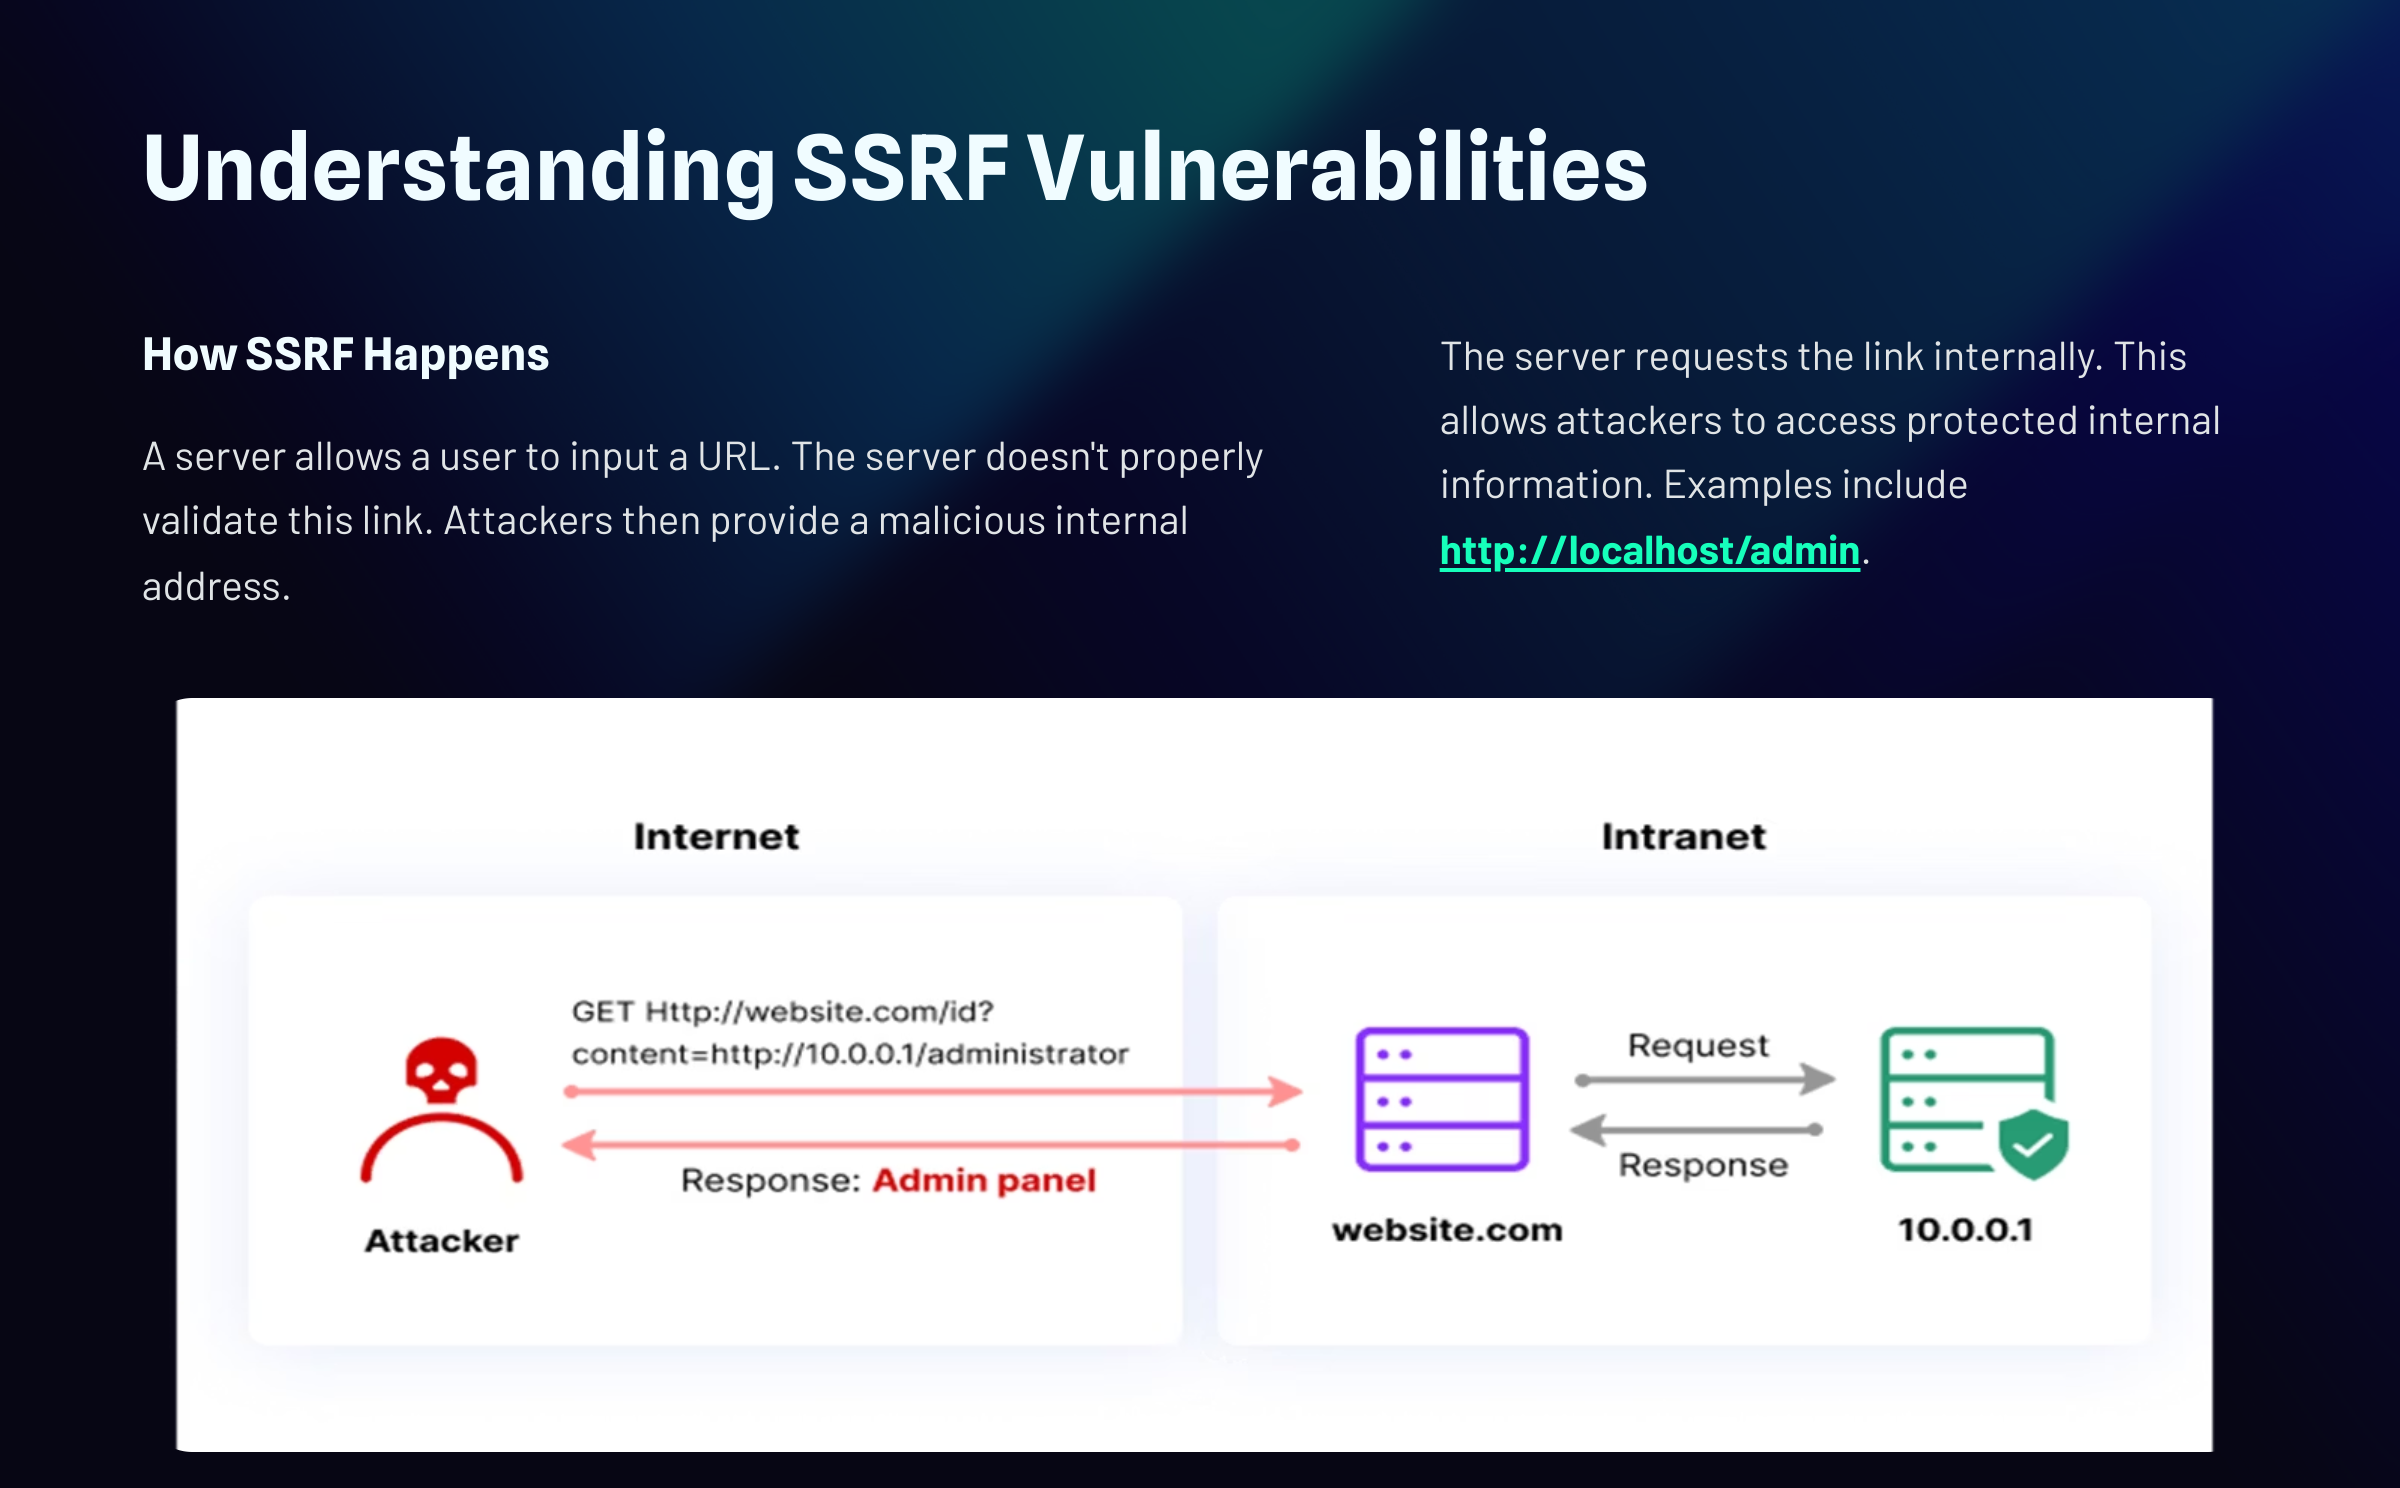 Understanding SSRF Vulnerabilities
How SSRF Happens
A server allows a user to input a URL. The server doesn't properly
validate this link. Attackers then provide a malicious internal
address.
The server requests the link internally. This
allows attackers to access protected internal
information. Examples include
http://localhost/admin.
Internet
Intranet
GET Http://website.com/id?
content=http://10.0.0.1/administrator
Response: Admin panel
Attacker
Request
Response
website.com
10.0.0.1